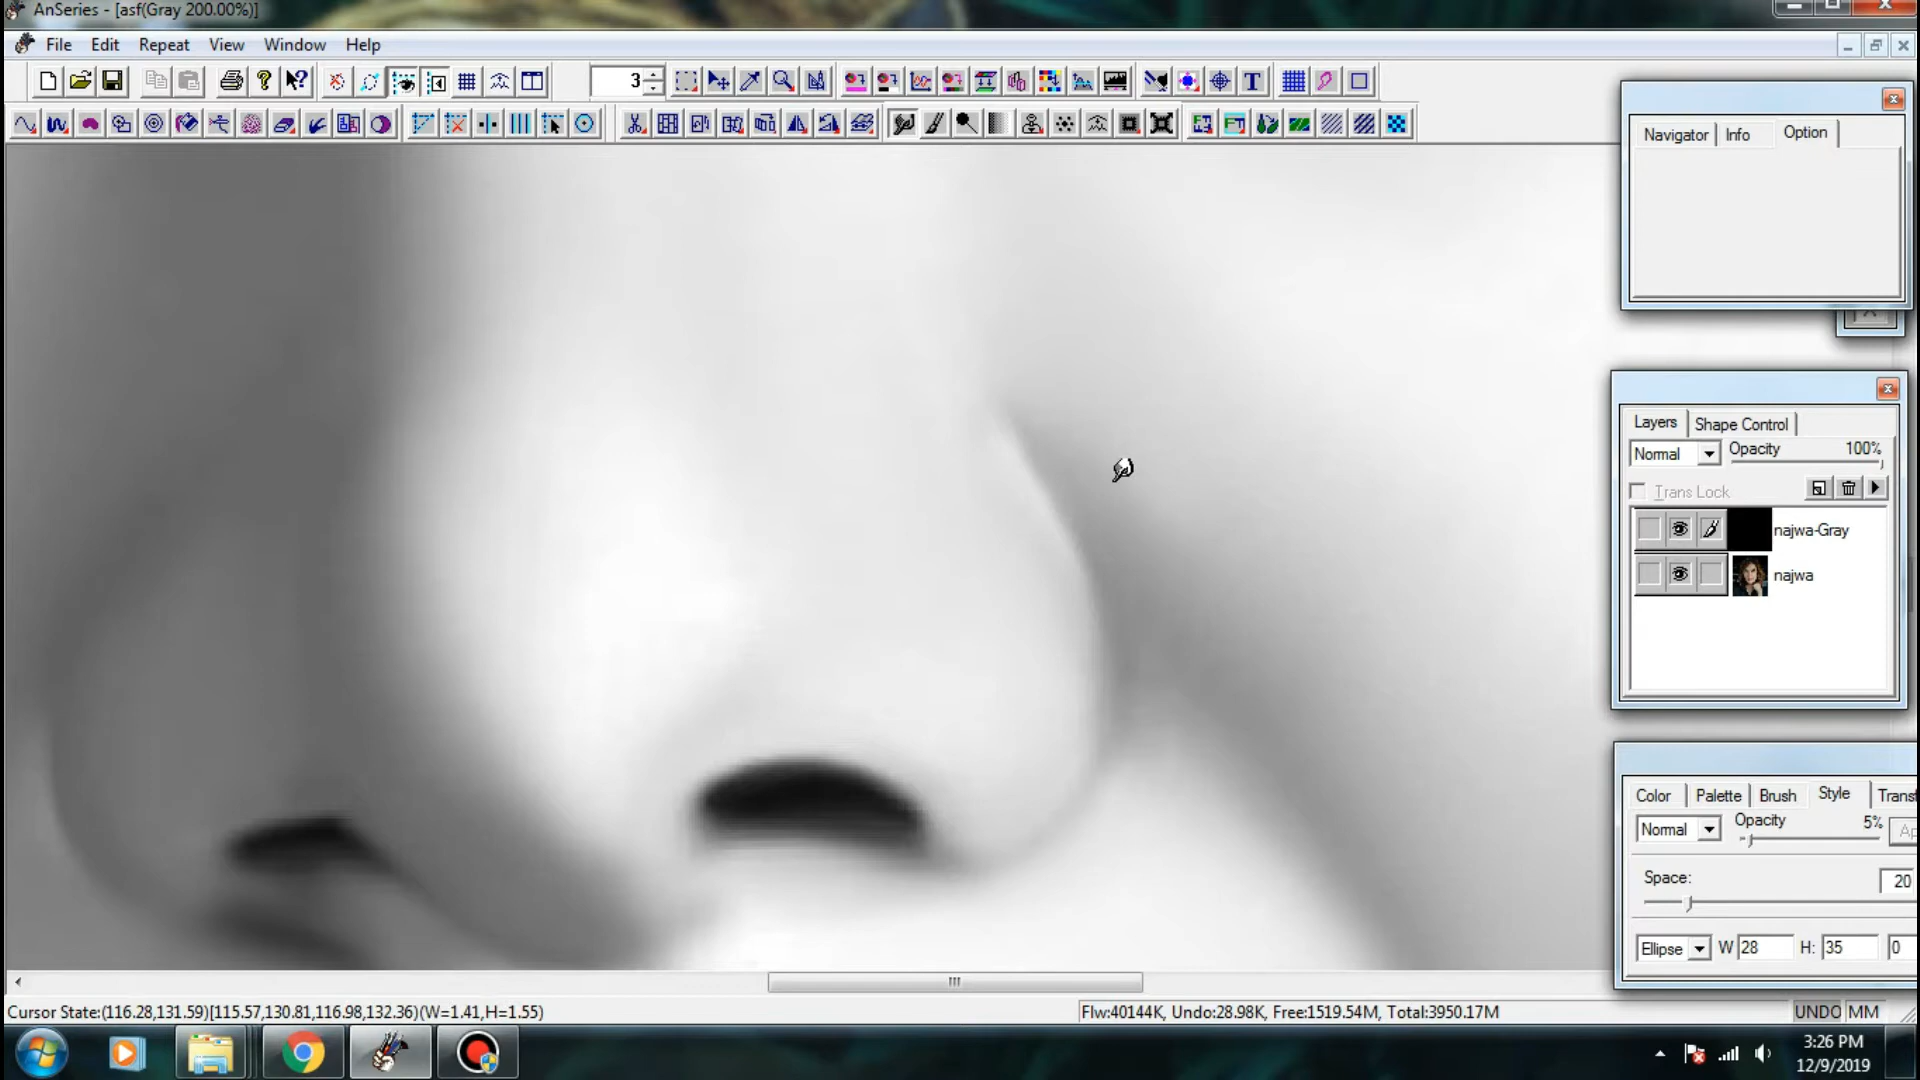 AnSeries - [asf(Gray 200.00%)]
File Edit Repeat View Window Help
3
Navigator Info Option
Layers Shape Control
Normal Opacity 100%
Trans Lock
najwa-Gray
najwa
Color Palette Brush Style Transf
Normal Opacity 5% Ap
Space: 20
Ellipse W 28 H: 35 0
Cursor State:(116.28,131.59)[115.57,130.81,116.98,132.36)(W=1.41,H=1.55)
Flw:40144K, Undo:28.98K, Free:1519.54M, Total:3950.17M
UNDO MM
3:26 PM
12/9/2019